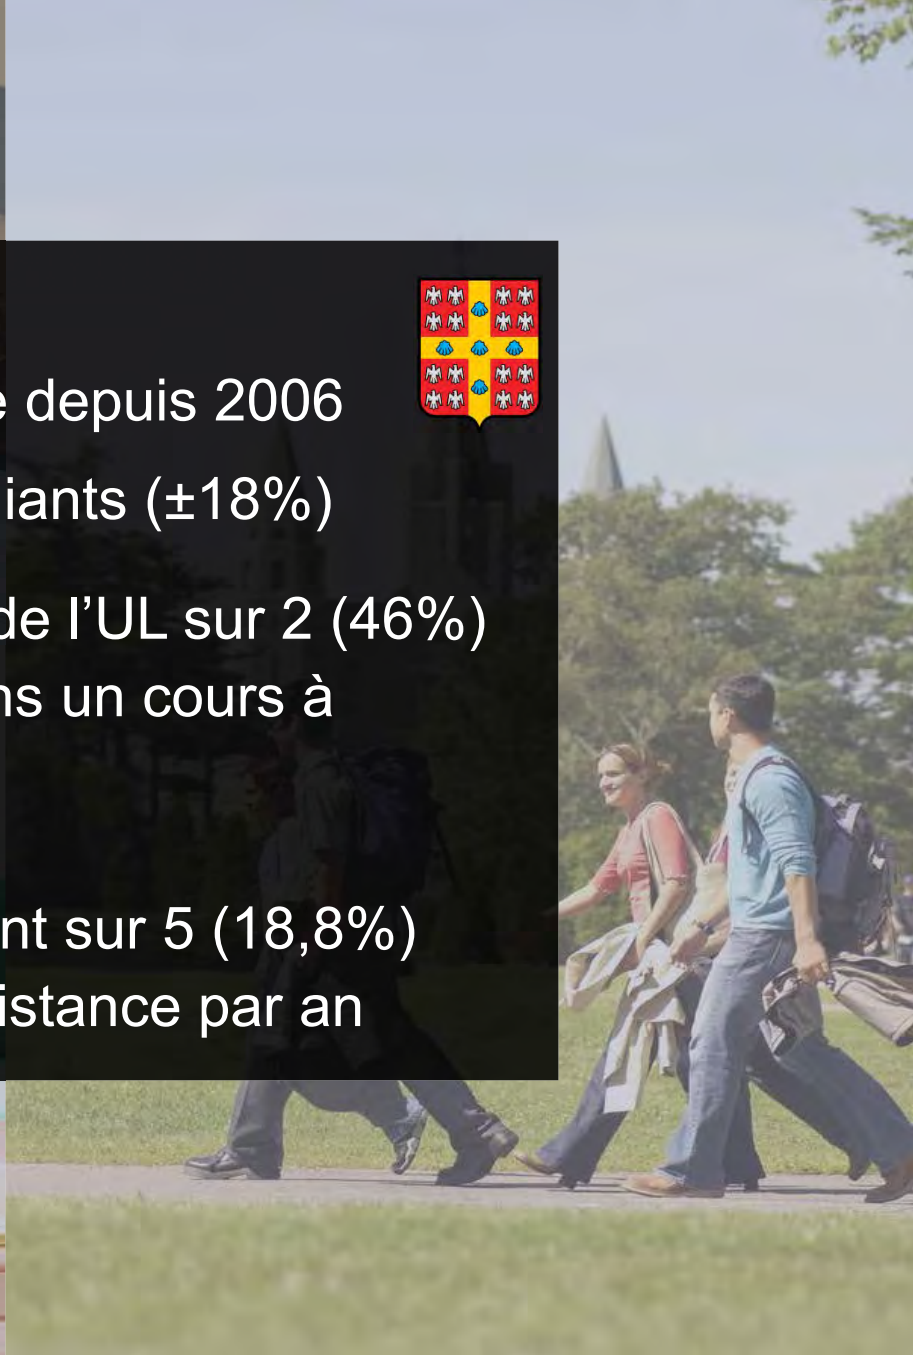 e depuis 2006
iants (±18%)
de l’UL sur 2 (46%)
ns un cours à
nt sur 5 (18,8%)
istance par an